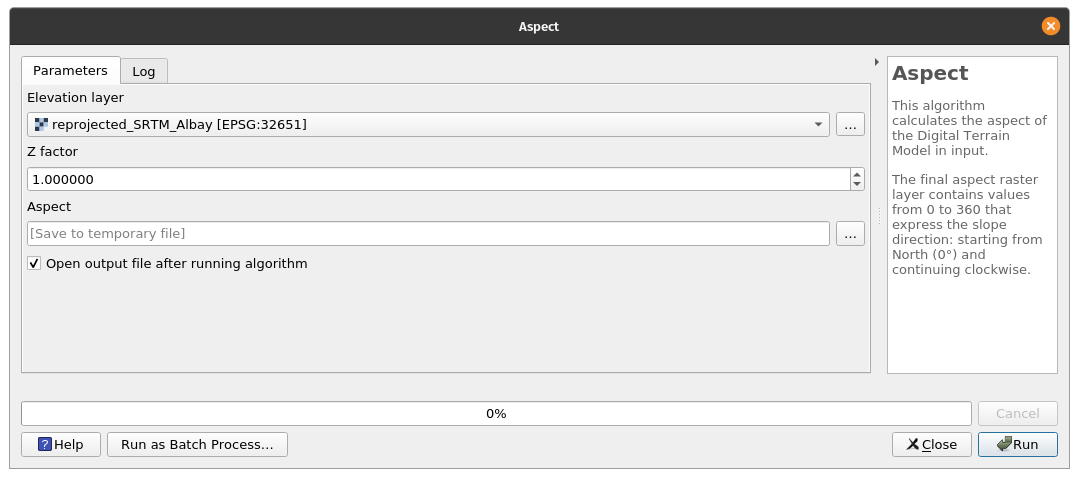 Aspect
Parameters
Log
Elevation layer
reprojected_SRTM_Albay [EPSG:32651]
...
Z factor
1.000000
Aspect
[Save to temporary file]
...
Open output file after running algorithm
Aspect
This algorithm
calculates the aspect of
the Digital Terrain
Model in input.
The final aspect raster
layer contains values
from 0 to 360 that
express the slope
direction: starting from
North (0°) and
continuing clockwise.
0%
Cancel
?Help
Run as Batch Process...
Close
Run